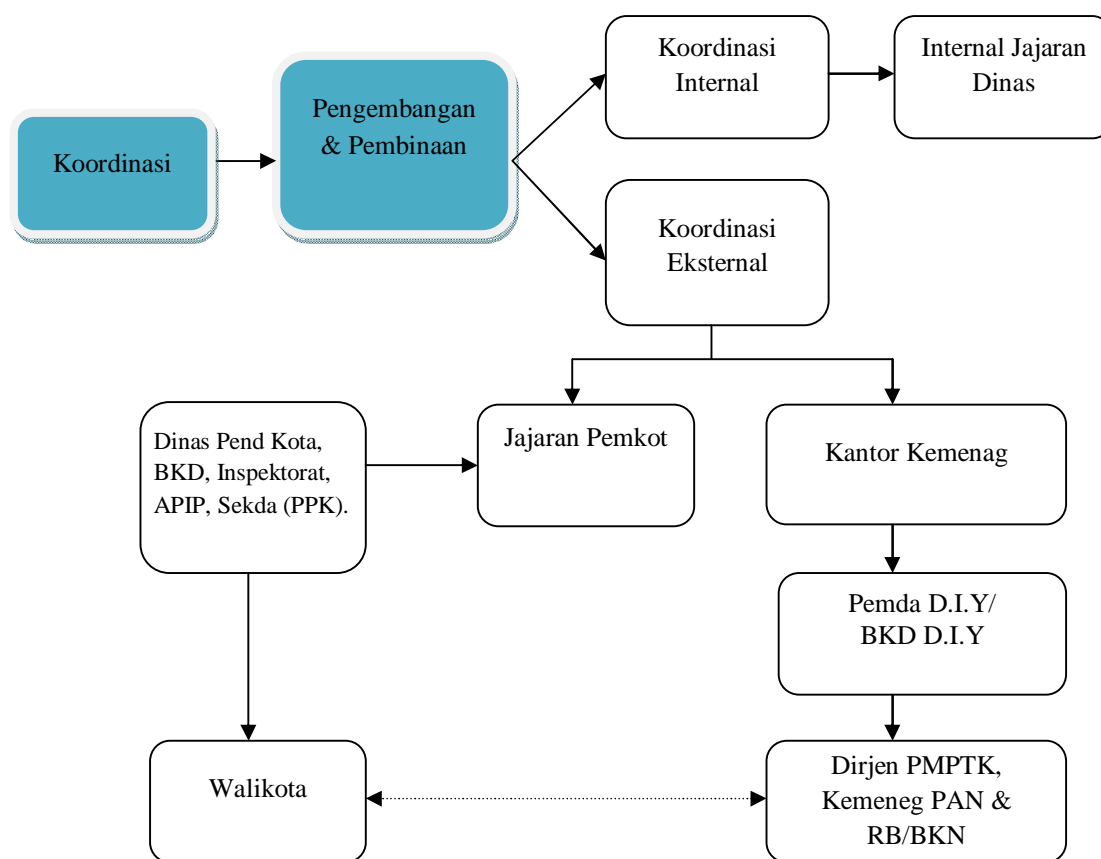 Koordinasi
Pengembangan
& Pembinaan
Koordinasi
Internal
Internal Jajaran
Dinas
Koordinasi
Eksternal
Dinas Pend Kota,
BKD, Inspektorat,
APIP, Sekda (PPK).
Jajaran Pemkot
Kantor Kemenag
Pemda D.I.Y/
BKD D.I.Y
Walikota
Dirjen PMPTK,
Kemeneg PAN &
RB/BKN